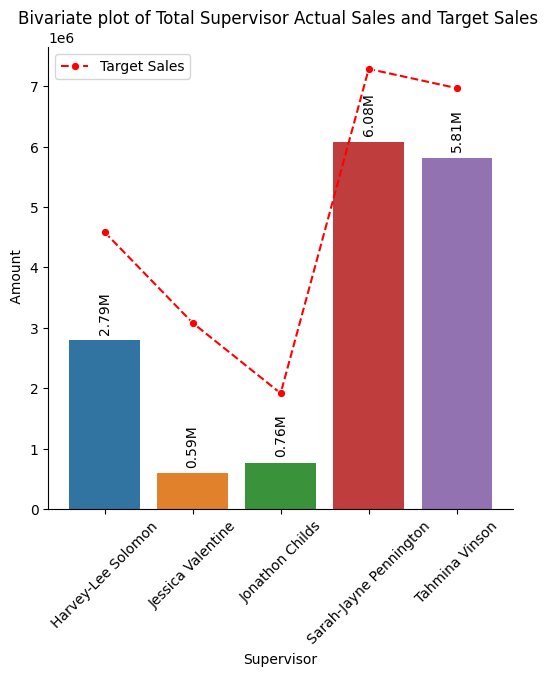 Bivariate plot of Total Supervisor Actual Sales and Target Sales
1e6
Target Sales
7
6
5
4
3
2
1
0
Amount
2.79M
0.59M
0.76M
6.08M
5.81M
Harvey-Lee Solomon
Jessica Valentine
Jonathon Childs
Sarah-Jayne Pennington
Tahmina Vinson
Supervisor